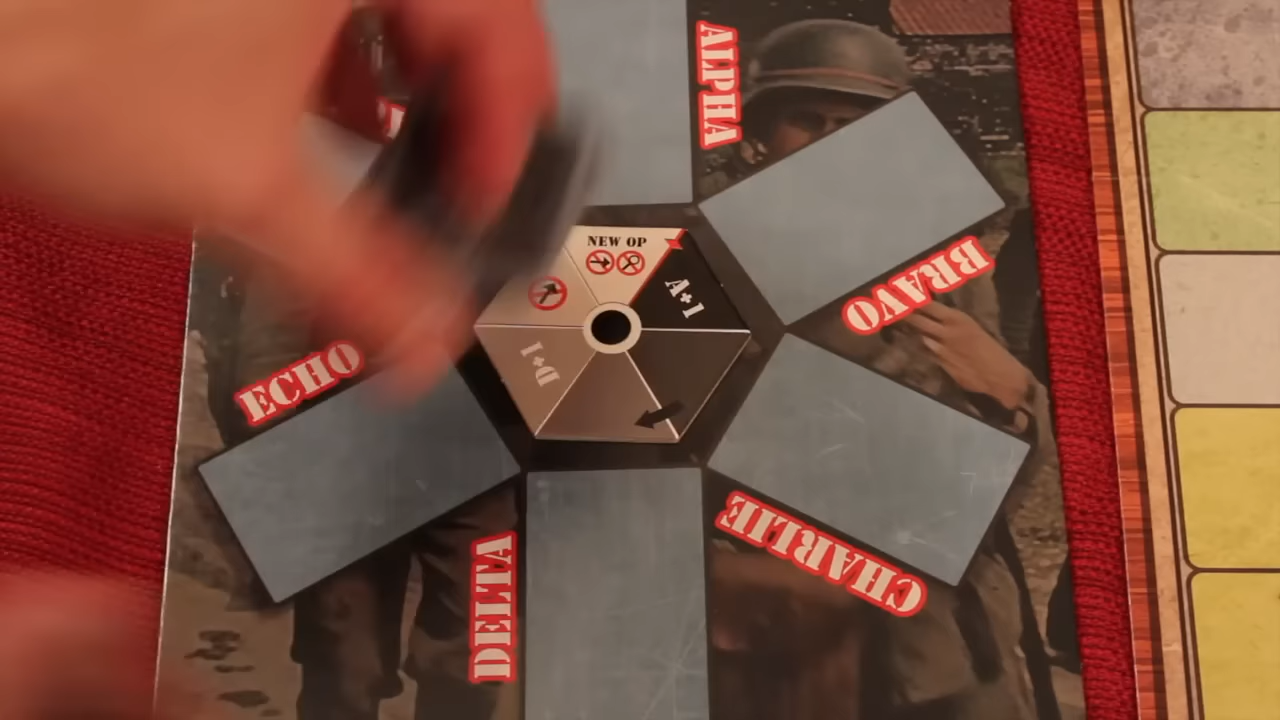 ALPHA
NEW OP
A+1
BRAVO
D+1
ECHO
CHARLIE
DELTA